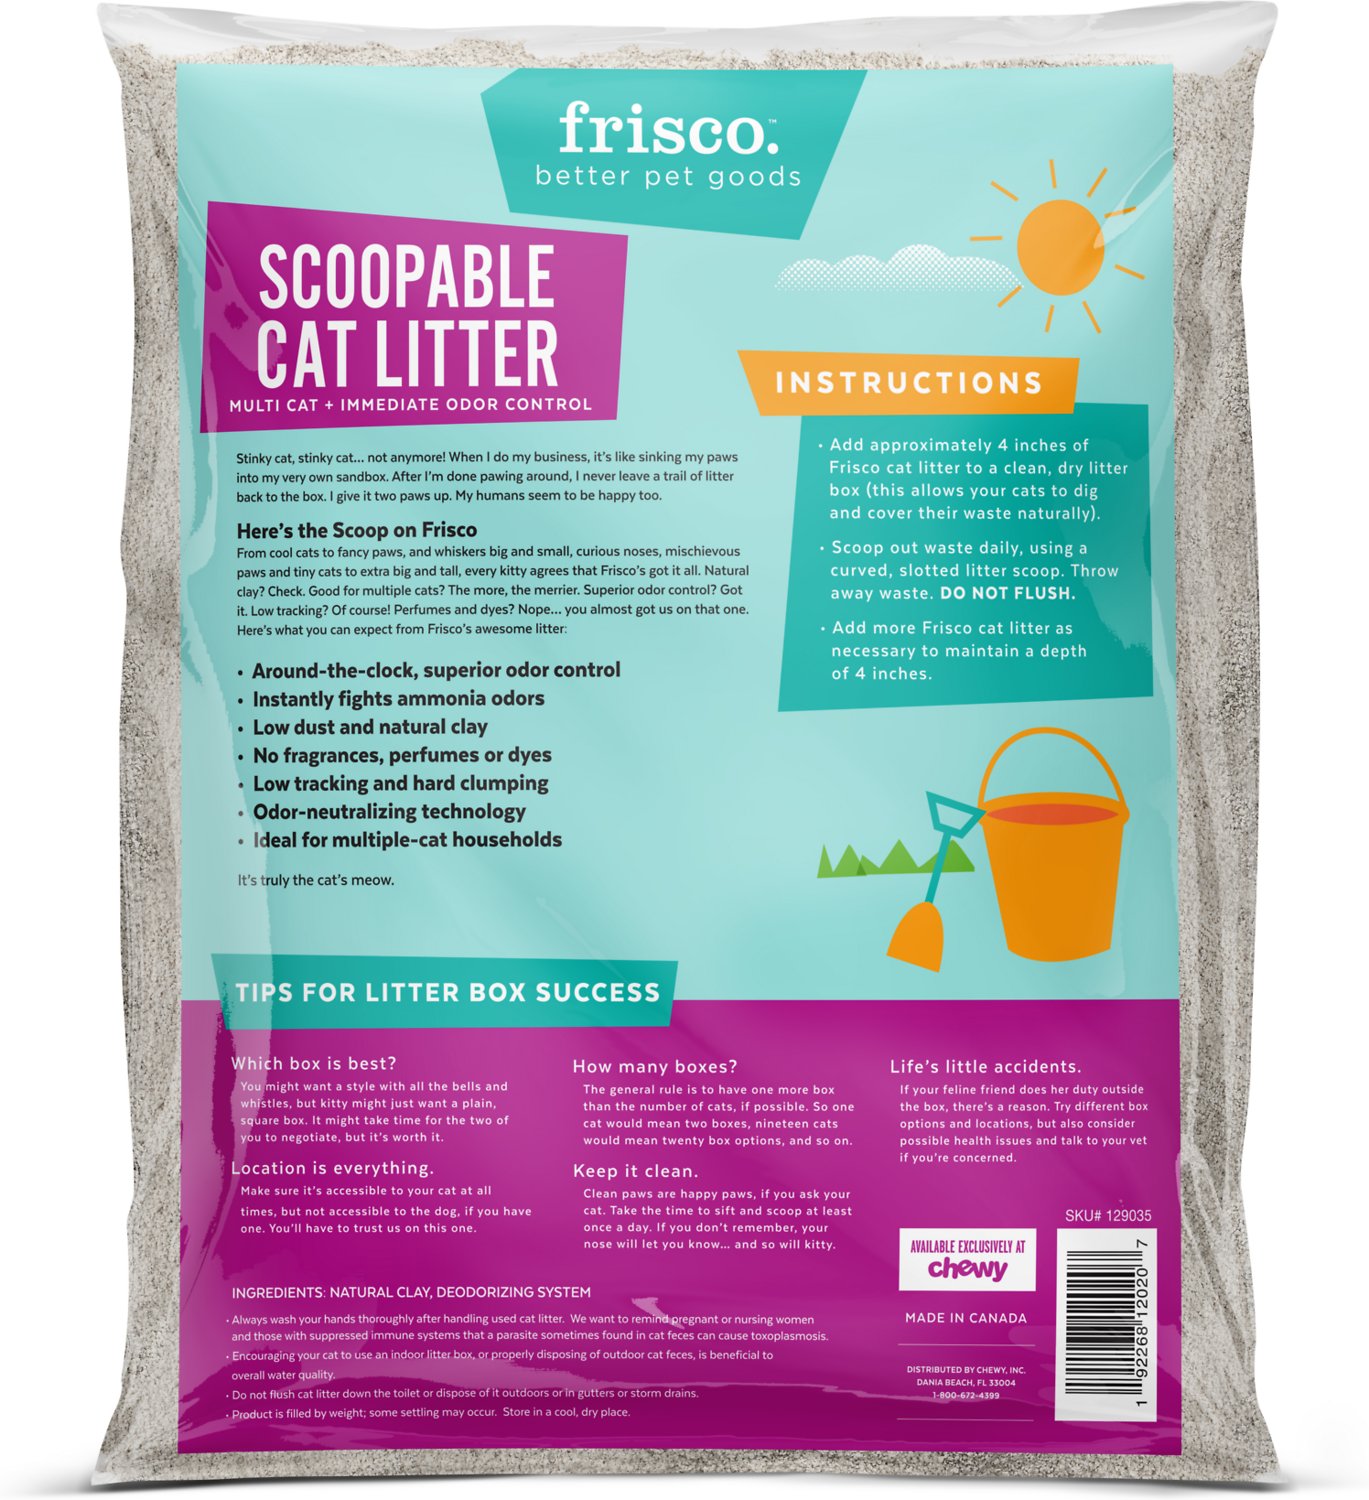 frisco.™
better pet goods
SCOOPABLE
CAT LITTER
MULTI CAT + IMMEDIATE ODOR CONTROL
Stinky cat, stinky cat... not anymore! When I do my business, it's like sinking my paws
into my very own sandbox. After I'm done pawing around, I never leave a trail of litter
back to the box. I give it two paws up. My humans seem to be happy too.
Here's the Scoop on Frisco
From cool cats to fancy paws, and whiskers big and small, curious noses, mischievous
paws and tiny cats to extra big and tall, every kitty agrees that Frisco's got it all. Natural
clay? Check. Good for multiple cats? The more, the merrier. Superior odor control? Got
it. Low tracking? Of course! Perfumes and dyes? Nope... you almost got us on that one.
Here's what you can expect from Frisco's awesome litter:
• Around-the-clock, superior odor control
• Instantly fights ammonia odors
• Low dust and natural clay
• No fragrances, perfumes or dyes
• Low tracking and hard clumping
• Odor-neutralizing technology
• Ideal for multiple-cat households
It's truly the cat's meow.
INSTRUCTIONS
• Add approximately 4 inches of
Frisco cat litter to a clean, dry litter
box (this allows your cats to dig
and cover their waste naturally).
• Scoop out waste daily, using a
curved, slotted litter scoop. Throw
away waste. DO NOT FLUSH.
• Add more Frisco cat litter as
necessary to maintain a depth
of 4 inches.
TIPS FOR LITTER BOX SUCCESS
Which box is best?
You might want a style with all the bells and
whistles, but kitty might just want a plain,
square box. It might take time for the two of
you to negotiate, but it's worth it.
Location is everything.
Make sure it's accessible to your cat at all
times, but not accessible to the dog, if you have
one. You'll have to trust us on this one.
How many boxes?
The general rule is to have one more box
than the number of cats, if possible. So one
cat would mean two boxes, nineteen cats
would mean twenty box options, and so on.
Keep it clean.
Clean paws are happy paws, if you ask your
cat. Take the time to sift and scoop at least
once a day. If you don't remember, your
nose will let you know... and so will kitty.
Life's little accidents.
If your feline friend does her duty outside
the box, there's a reason. Try different box
options and locations, but also consider
possible health issues and talk to your vet
if you're concerned.
INGREDIENTS: NATURAL CLAY, DEODORIZING SYSTEM
• Always wash your hands thoroughly after handling used cat litter. We want to remind pregnant or nursing women
and those with suppressed immune systems that a parasite sometimes found in cat feces can cause toxoplasmosis.
• Encouraging your cat to use an indoor litter box, or properly disposing of outdoor cat feces, is beneficial to
overall water quality.
• Do not flush cat litter down the toilet or dispose of it outdoors or in gutters or storm drains.
• Product is filled by weight; some settling may occur. Store in a cool, dry place.
SKU# 129035
AVAILABLE EXCLUSIVELY AT
chewy
MADE IN CANADA
DISTRIBUTED BY CHEWY, INC.
DANIA BEACH, FL 33004
1-800-672-4399
1 92268 12020 7